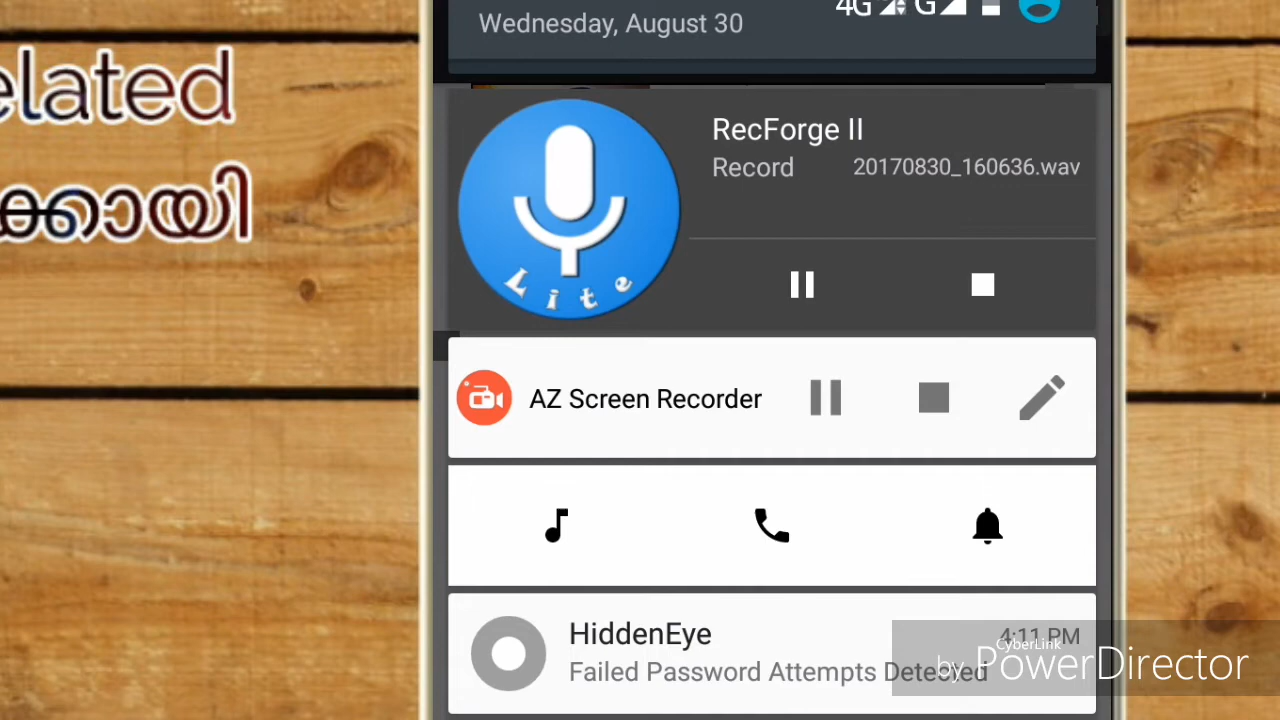 4G G
Wednesday, August 30
elated
ക്കായി
RecForge II
Record 20170830_160636.wav
Lite
AZ Screen Recorder
HiddenEye 4:11 PM
Failed Password Attempts Detected
CyberLink
by PowerDirector